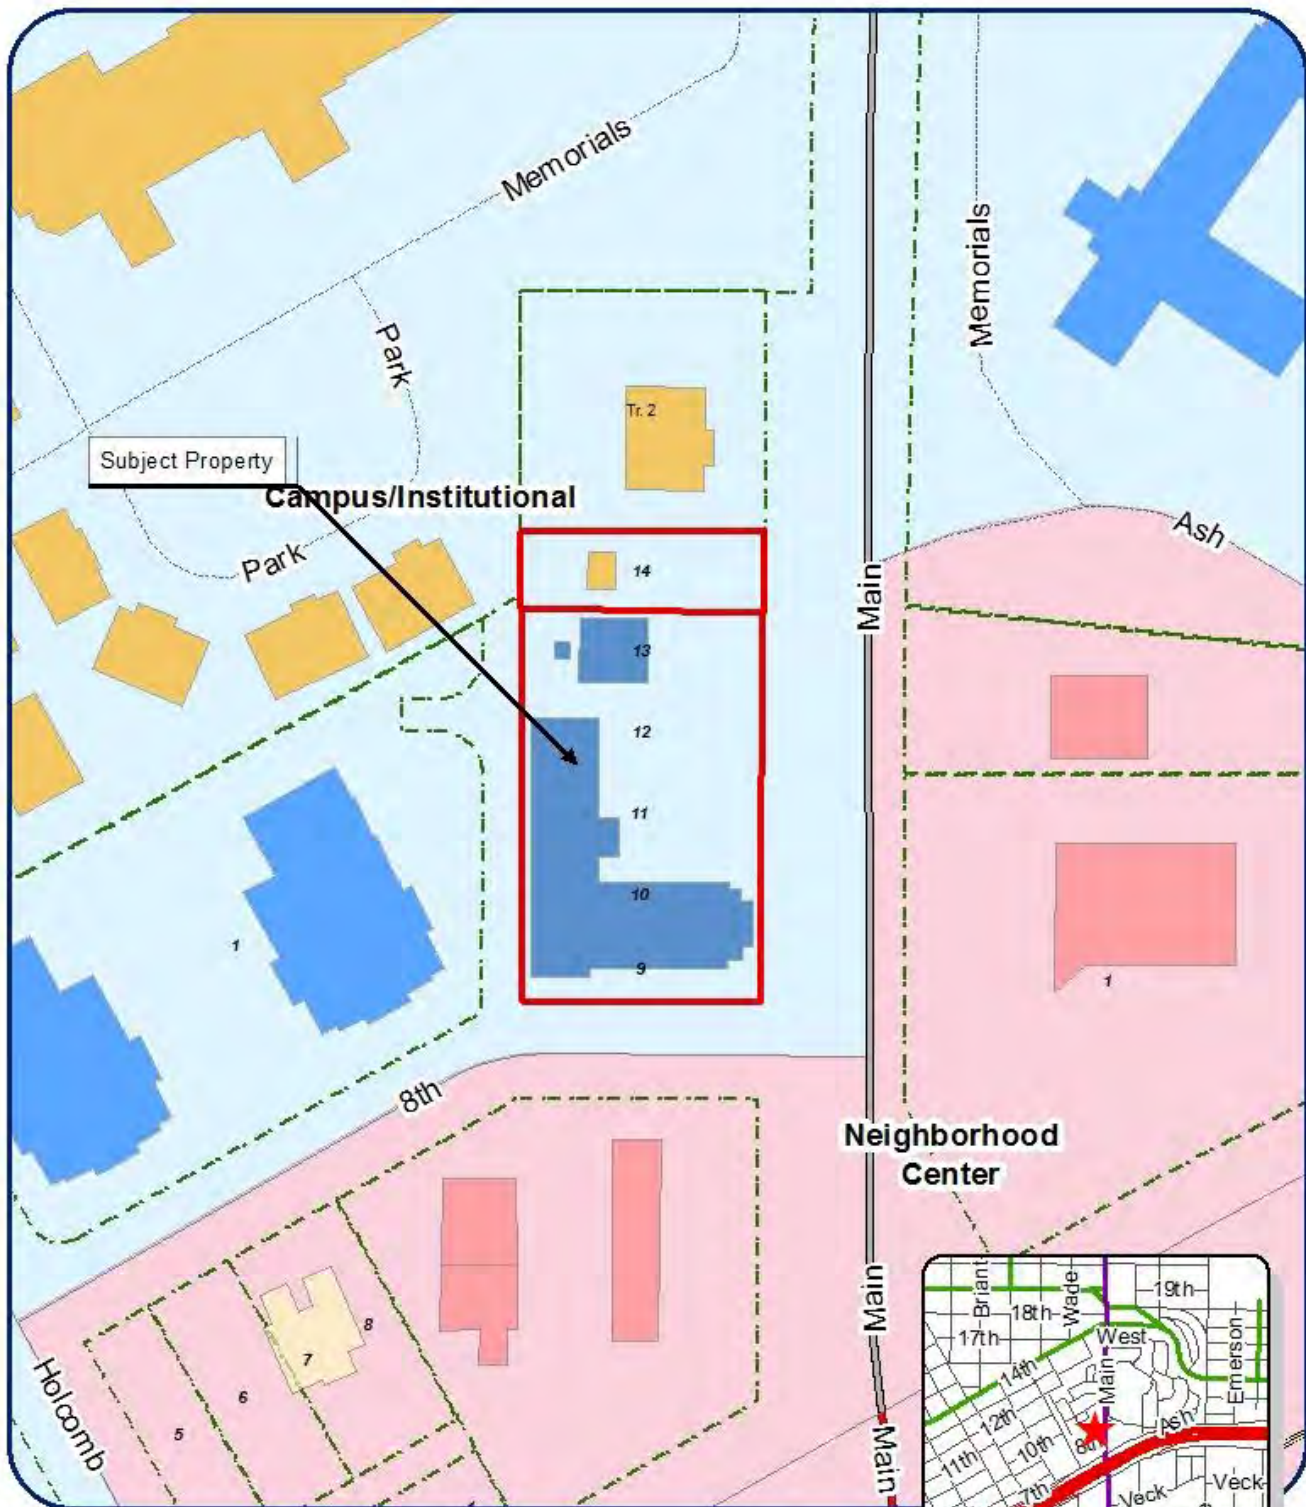 Memorials
Memorials
Park
Tr. 2
Subject Property
Campus/Institutional
Ash
Park
14
Main
13
12
11
10
1
9
1
8th
Neighborhood
Center
Main
8
7
6
5
Holcomb
Main
Briant
Wade
19th
18th
17th
West
Emerson
14th
Main
12th
Ash
11th
10th
8th
7th
Veck
Veck